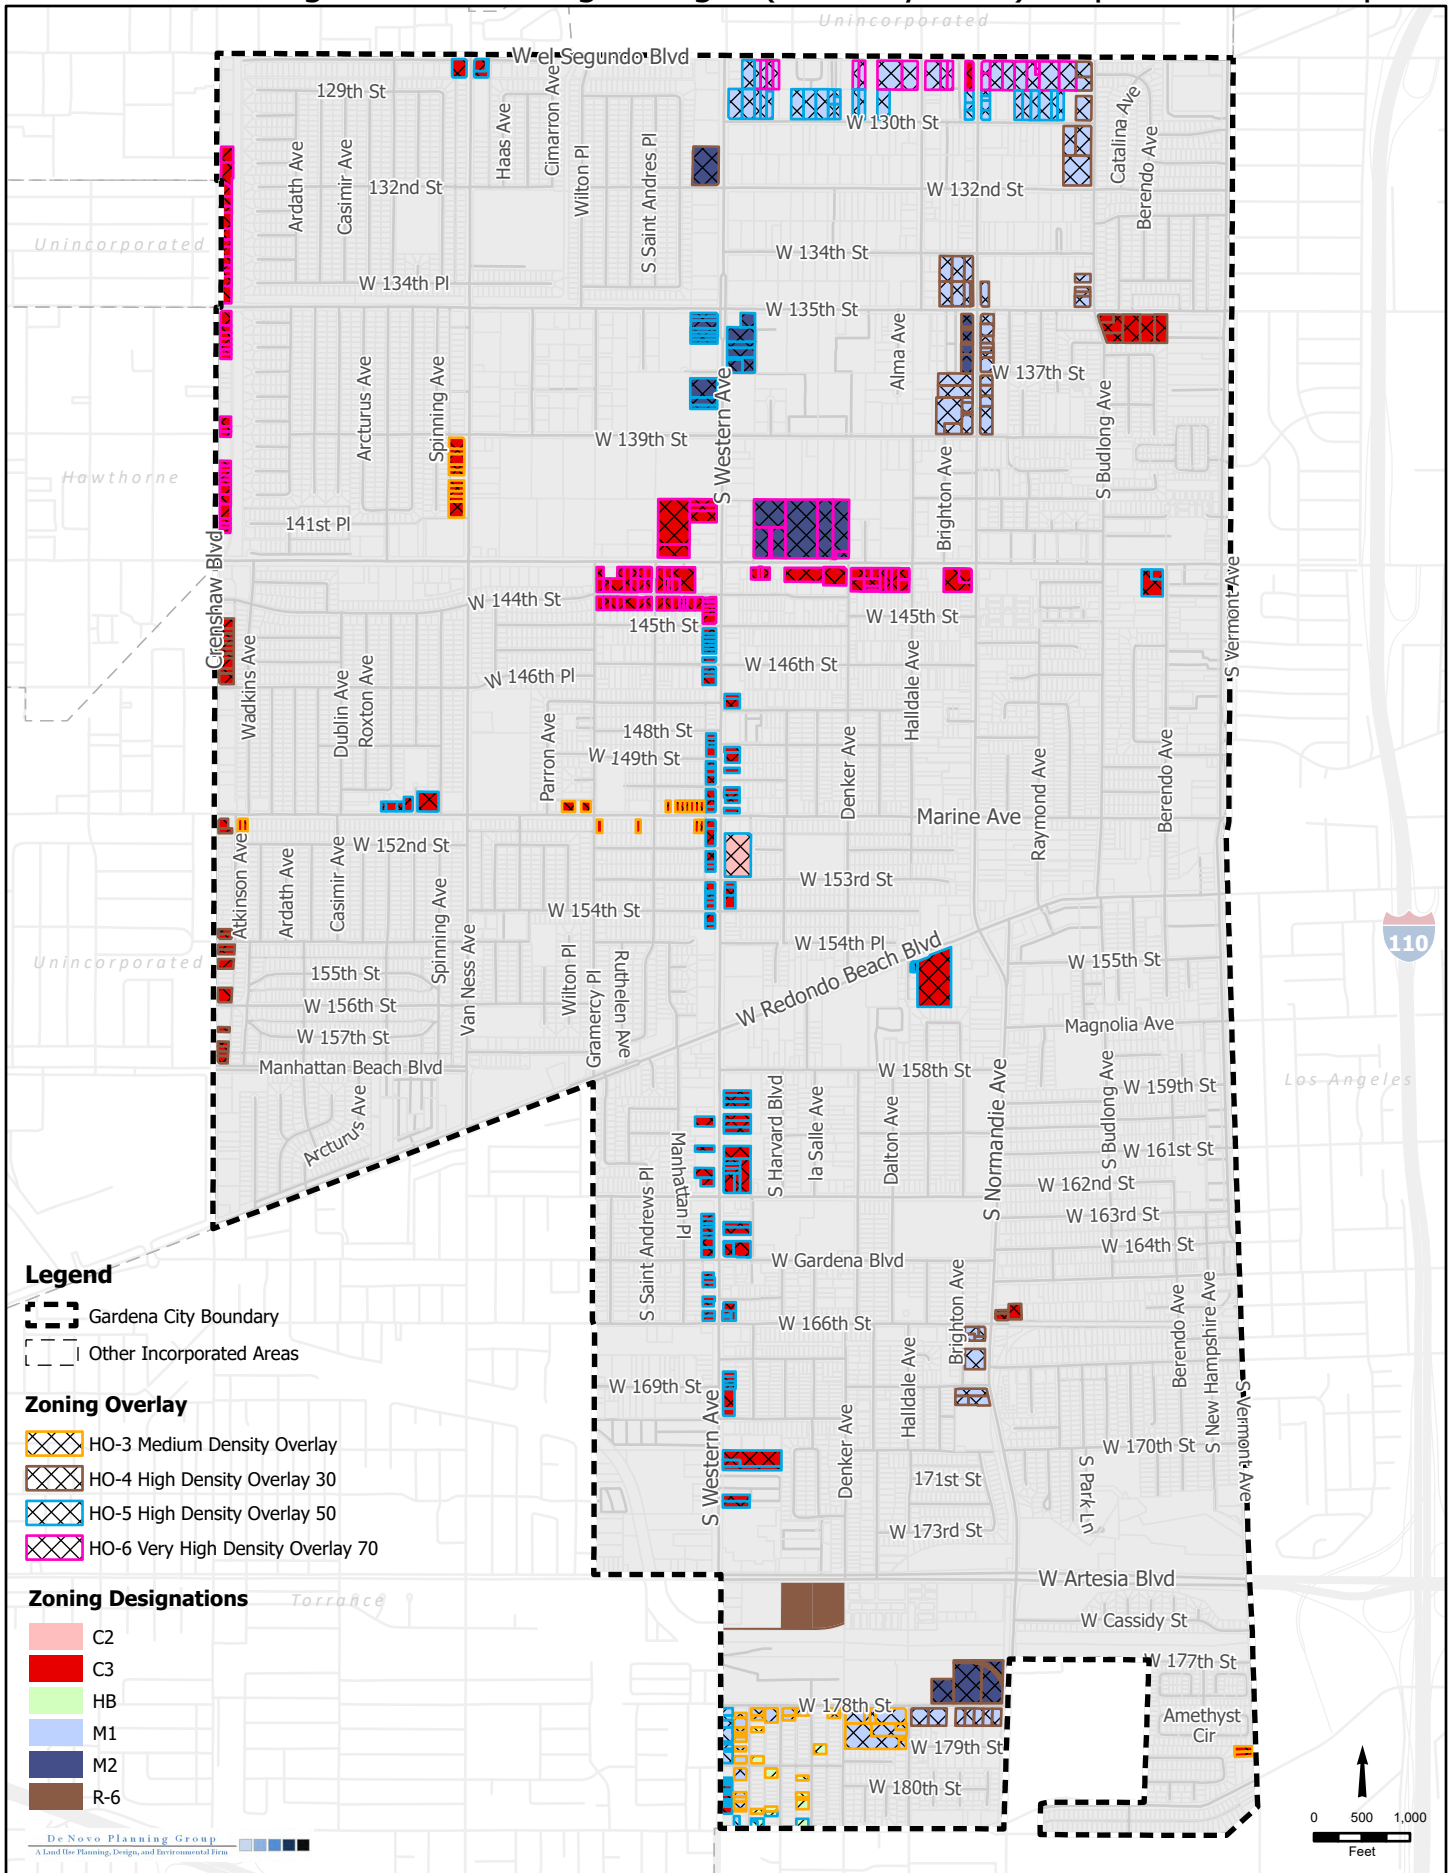 Unincorporated
W el Segundo Blvd
129th St
Haas Ave
Cimarron Ave
W 130th St
Catalina Ave
Berendo Ave
Ardath Ave
Casimir Ave
132nd St
Wilton Pl
S Saint Andres Pl
W 132nd St
Unincorporated
W 134th St
W 134th Pl
W 135th St
Alma Ave
Arcturus Ave
Spinning Ave
W 137th St
S Budlong Ave
S Western Ave
W 139th St
Hawthorne
Brighton Ave
141st Pl
Crenshaw Blvd
S Vermont Ave
W 144th St
145th St
W 145th St
Wadkins Ave
Dublin Ave
Roxton Ave
W 146th Pl
W 146th St
Halldale Ave
Parron Ave
148th St
W 149th St
Denker Ave
Raymond Ave
Berendo Ave
Marine Ave
Atkinson Ave
Ardath Ave
Casimir Ave
W 152nd St
W 153rd St
Spinning Ave
W 154th St
Van Ness Ave
W 154th Pl
W Redondo Beach Blvd
110
Unincorporated
155th St
Wilton Pl
Gramercy Pl
Ruthelen Ave
W 155th St
W 156th St
W 157th St
Magnolia Ave
Manhattan Beach Blvd
W 158th St
Los Angeles
Arcturus Ave
S Harvard Blvd
la Salle Ave
Dalton Ave
S Normandie Ave
S Budlong Ave
W 159th St
Manhattan Pl
W 161st St
S Saint Andrews Pl
W 162nd St
W 163rd St
W 164th St
W Gardena Blvd
Brighton Ave
Berendo Ave
S New Hampshire Ave
W 166th St
Halldale Ave
W 169th St
S Western Ave
Denker Ave
S Vermont Ave
W 170th St
S Park Ln
171st St
W 173rd St
W Artesia Blvd
Torrance
W Cassidy St
W 177th St
W 178th St
Amethyst
Cir
W 179th St
W 180th St
Legend
Gardena City Boundary
Other Incorporated Areas
Zoning Overlay
HO-3 Medium Density Overlay
HO-4 High Density Overlay 30
HO-5 High Density Overlay 50
HO-6 Very High Density Overlay 70
Zoning Designations
C2
C3
HB
M1
M2
R-6
De Novo Planning Group
A Land Use Planning, Design, and Environmental Firm
0 500 1,000
Feet